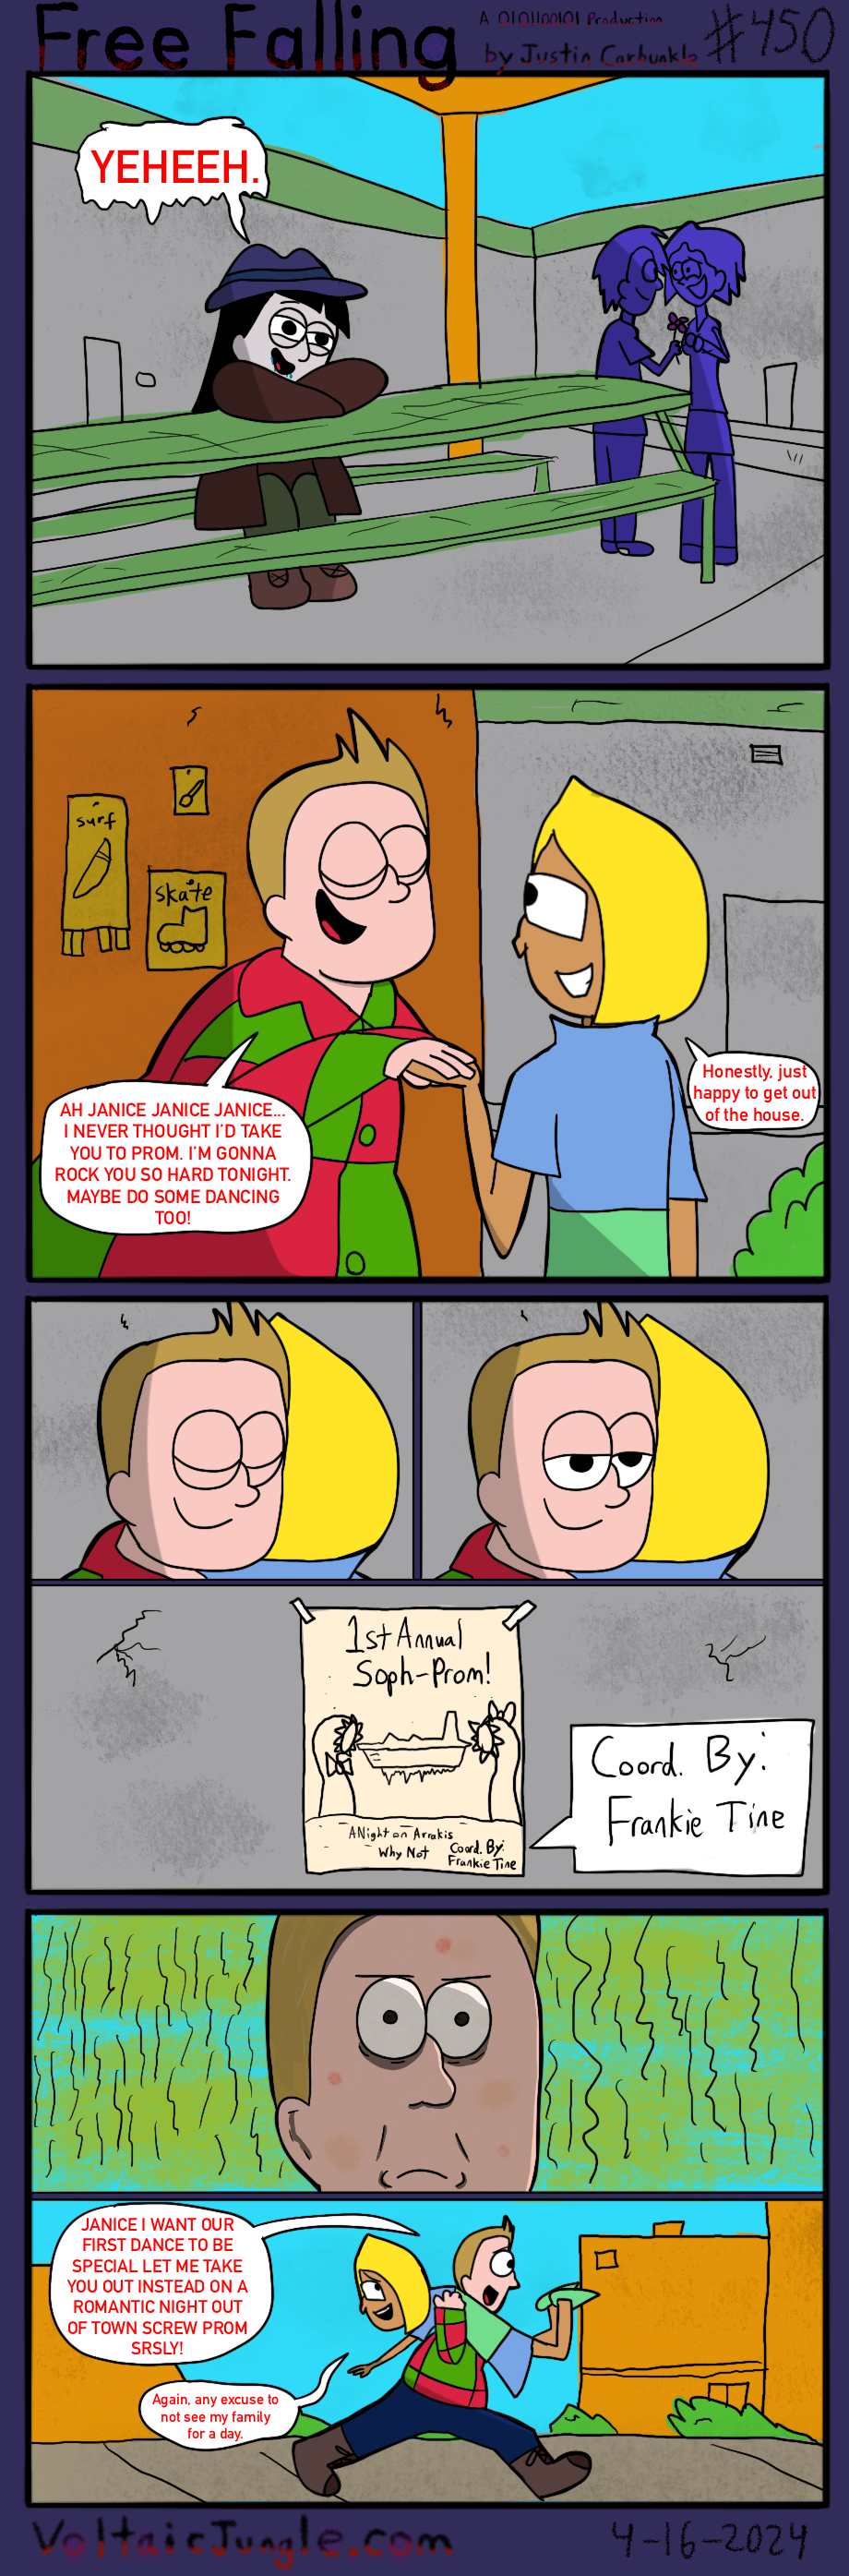 Free Falling
A 0101100101 Production
by Justin Carbunkle
#450
YEHEEH.
surf
skate
AH JANICE JANICE JANICE...
I NEVER THOUGHT I'D TAKE
YOU TO PROM. I'M GONNA
ROCK YOU SO HARD TONIGHT.
MAYBE DO SOME DANCING
TOO!
Honestly, just
happy to get out
of the house.
1st Annual
Soph-Prom!
A Night on Arrakis
Why Not
Coord. By:
Frankie Tine
Coord. By:
Frankie Tine
JANICE I WANT OUR
FIRST DANCE TO BE
SPECIAL LET ME TAKE
YOU OUT INSTEAD ON A
ROMANTIC NIGHT OUT
OF TOWN SCREW PROM
SRSLY!
Again, any excuse to
not see my family
for a day.
VoltaicJungle.com
4-16-2024